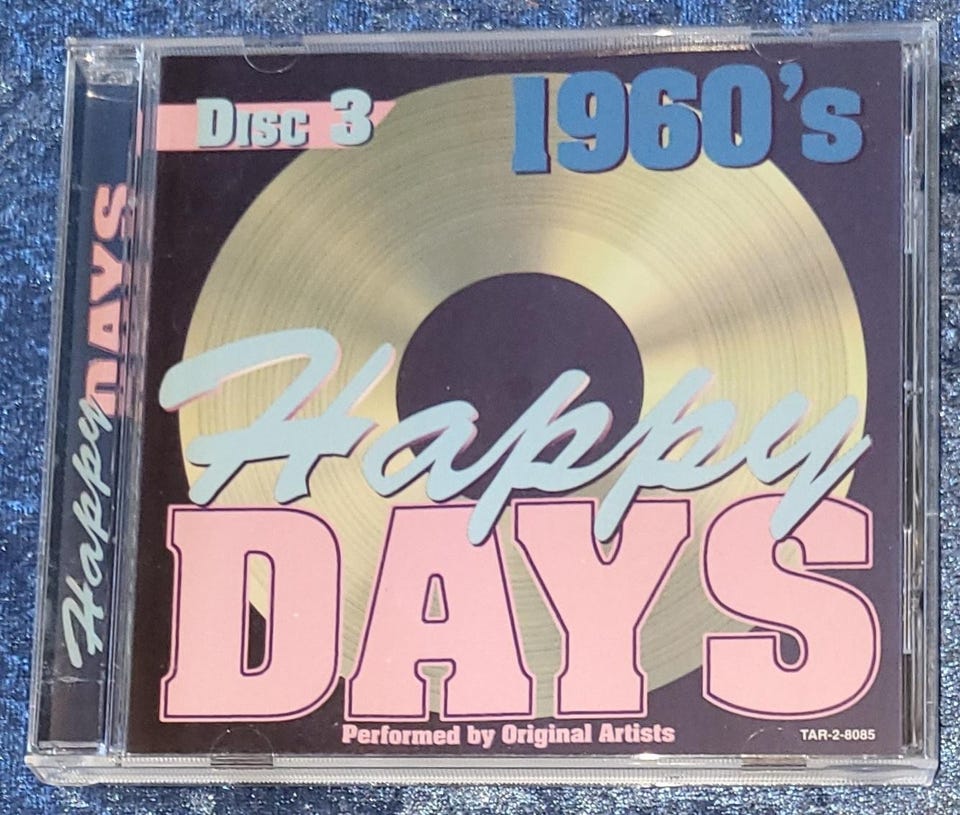 Disc 3
1960's
Happy
DAYS
Performed by Original Artists
TAR-2-8085
Happy DAYS